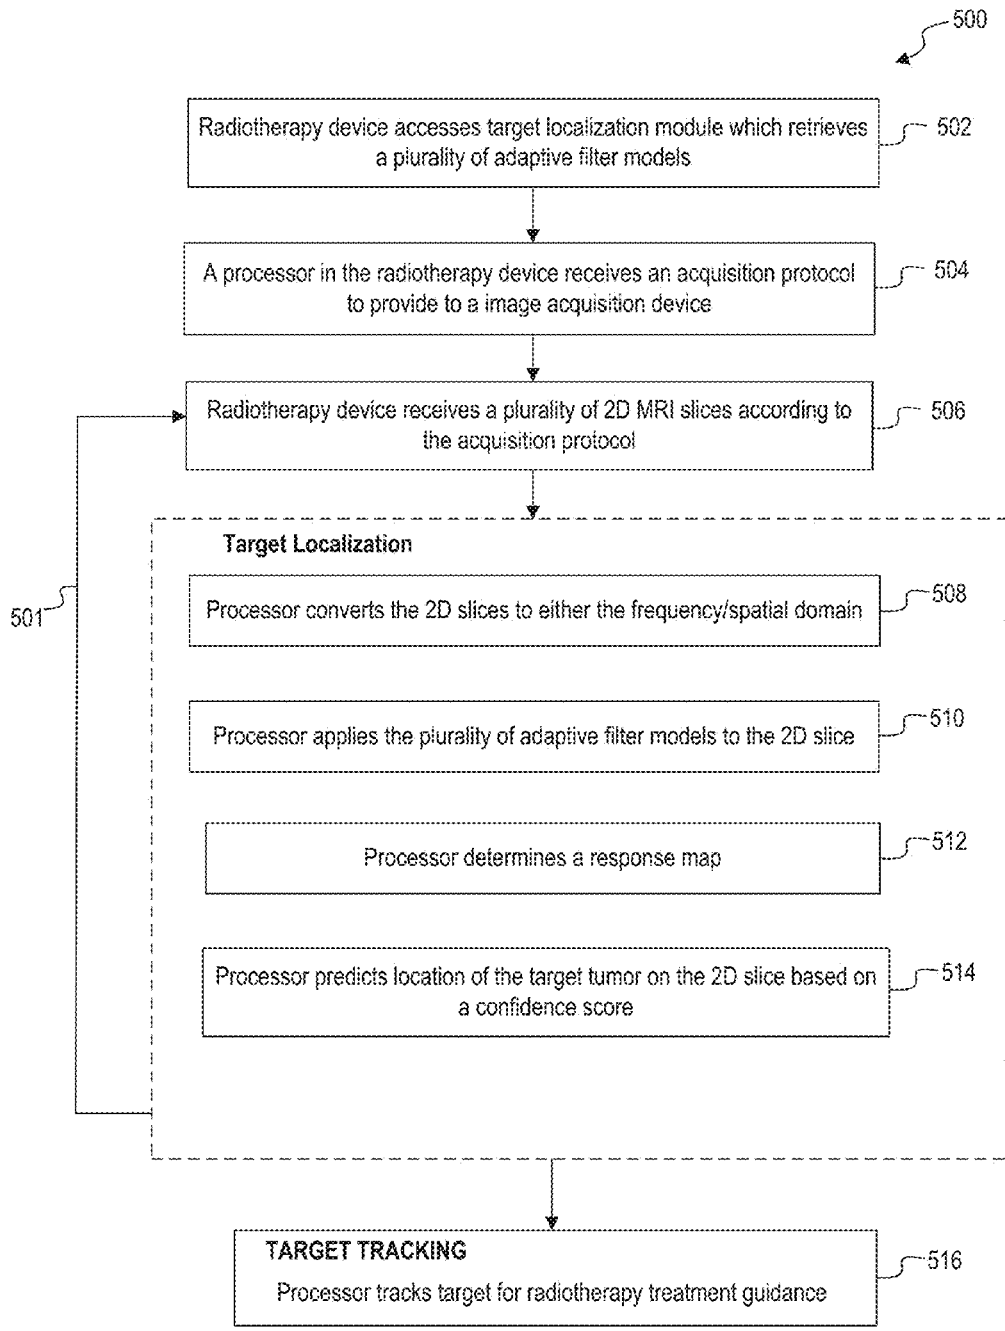 500
Radiotherapy device accesses target localization module which retrieves
a plurality of adaptive filter models
502
A processor in the radiotherapy device receives an acquisition protocol
to provide to a image acquisition device
504
Radiotherapy device receives a plurality of 2D MRI slices according to
the acquisition protocol
506
Target Localization
Processor converts the 2D slices to either the frequency/spatial domain
508
501
Processor applies the plurality of adaptive filter models to the 2D slice
510
Processor determines a response map
512
Processor predicts location of the target tumor on the 2D slice based on
a confidence score
514
TARGET TRACKING
Processor tracks target for radiotherapy treatment guidance
516